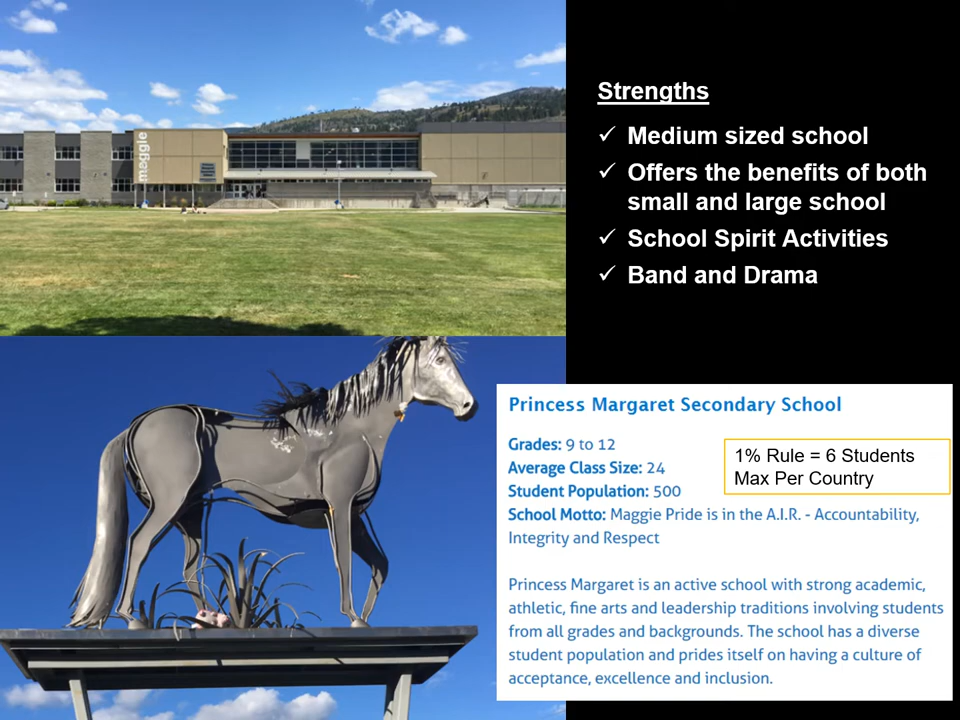 maggie
Strengths
✓ Medium sized school
✓ Offers the benefits of both
small and large school
✓ School Spirit Activities
✓ Band and Drama
Princess Margaret Secondary School
Grades: 9 to 12
Average Class Size: 24
Student Population: 500
School Motto: Maggie Pride is in the A.I.R. - Accountability,
Integrity and Respect
1% Rule = 6 Students
Max Per Country
Princess Margaret is an active school with strong academic,
athletic, fine arts and leadership traditions involving students
from all grades and backgrounds. The school has a diverse
student population and prides itself on having a culture of
acceptance, excellence and inclusion.